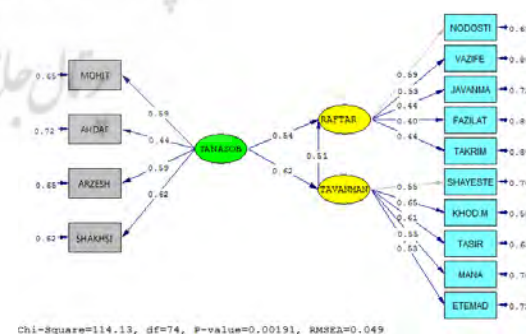 NODOSTI
VAZIFE
JAVANMA
FAZILAT
TAKRIM
SHAYESTE
KHOD.M
TASIR
MANA
ETEMAD
MOHIT
AHDAF
ARZESH
SHAKHSI
TANASOB
RAFTAR
TAVANMAN
0.65
0.72
0.65
0.62
0.59
0.44
0.59
0.62
0.54
0.62
0.51
0.59
0.53
0.44
0.40
0.44
0.55
0.65
0.61
0.55
0.53
Chi-Square=114.13, df=74, P-value=0.00191, RMSEA=0.049